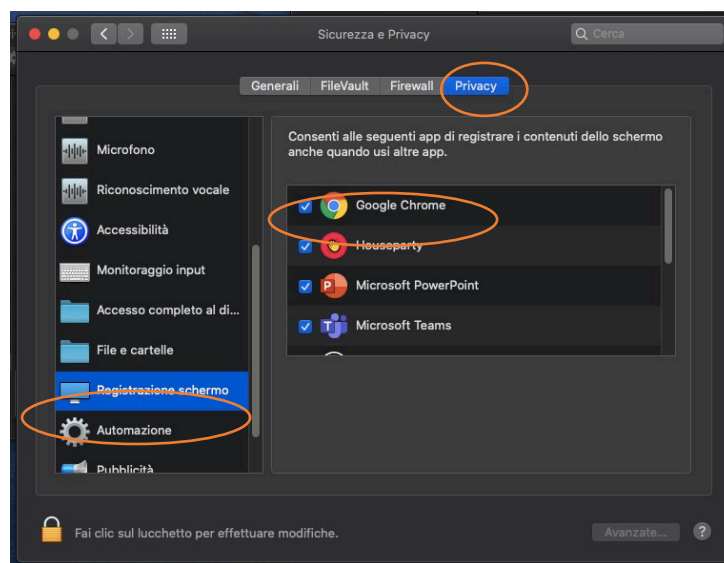 Sicurezza e Privacy
Cerca
Generali FileVault Firewall Privacy
Microfono
Riconoscimento vocale
Accessibilità
Monitoraggio input
Accesso completo al di...
File e cartelle
Registrazione schermo
Automazione
Pubblicità
Consenti alle seguenti app di registrare i contenuti dello schermo
anche quando usi altre app.
Google Chrome
Houseparty
Microsoft PowerPoint
Microsoft Teams
Fai clic sul lucchetto per effettuare modifiche.
Avanzate...
?